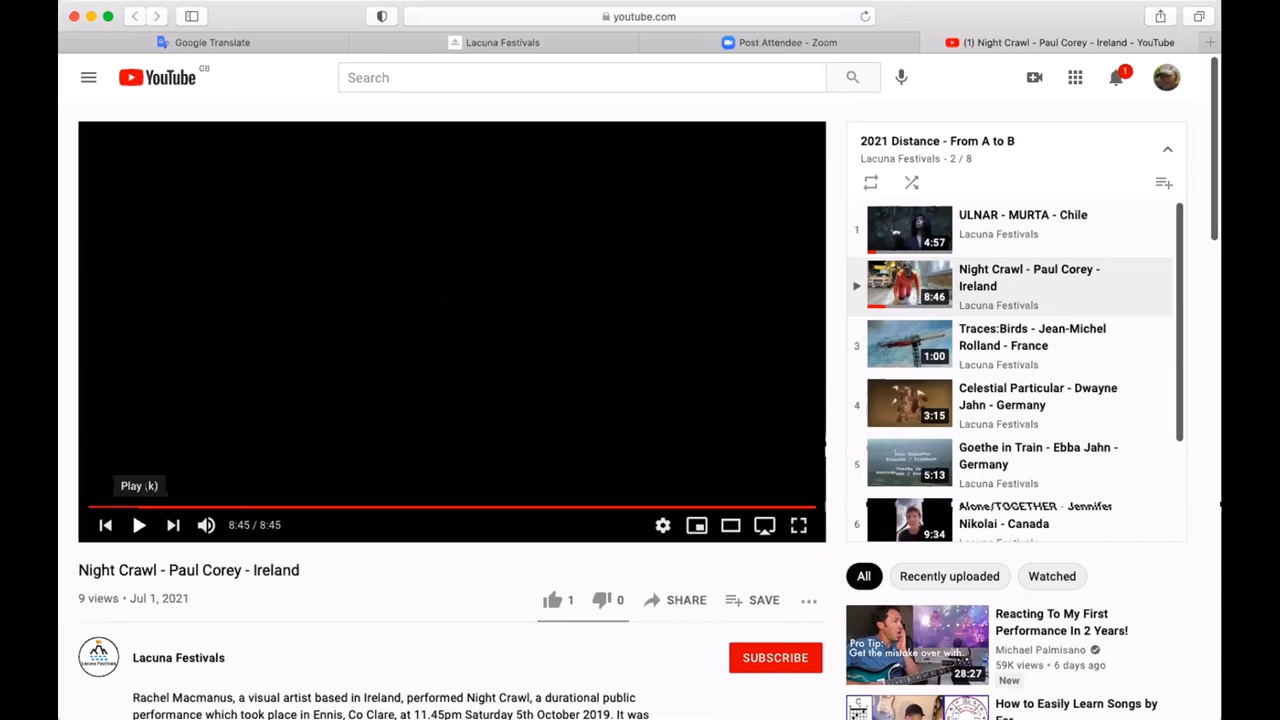 youtube.com
Google Translate
Lacuna Festivals
Post Attendee - Zoom
(1) Night Crawl - Paul Corey - Ireland - YouTube
YouTube GB
Search
1
2021 Distance - From A to B
Lacuna Festivals - 2 / 8
1
4:57
ULNAR - MURTA - Chile
Lacuna Festivals
8:46
Night Crawl - Paul Corey -
Ireland
Lacuna Festivals
3
1:00
Traces:Birds - Jean-Michel
Rolland - France
Lacuna Festivals
4
3:15
Celestial Particular - Dwayne
Jahn - Germany
Lacuna Festivals
5
5:13
Goethe in Train - Ebba Jahn -
Germany
Lacuna Festivals
6
9:34
Alone/TOGETHER - Jennifer
Nikolai - Canada
Play (k)
8:45 / 8:45
Night Crawl - Paul Corey - Ireland
9 views • Jul 1, 2021
1
0
SHARE
SAVE
Lacuna Festivals
SUBSCRIBE
Rachel Macmanus, a visual artist based in Ireland, performed Night Crawl, a durational public
performance which took place in Ennis, Co Clare, at 11.45pm Saturday 5th October 2019. It was
All
Recently uploaded
Watched
Pro Tip:
Get the mistake over with..
28:27
Reacting To My First
Performance In 2 Years!
Michael Palmisano
59K views • 6 days ago
New
How to Easily Learn Songs by